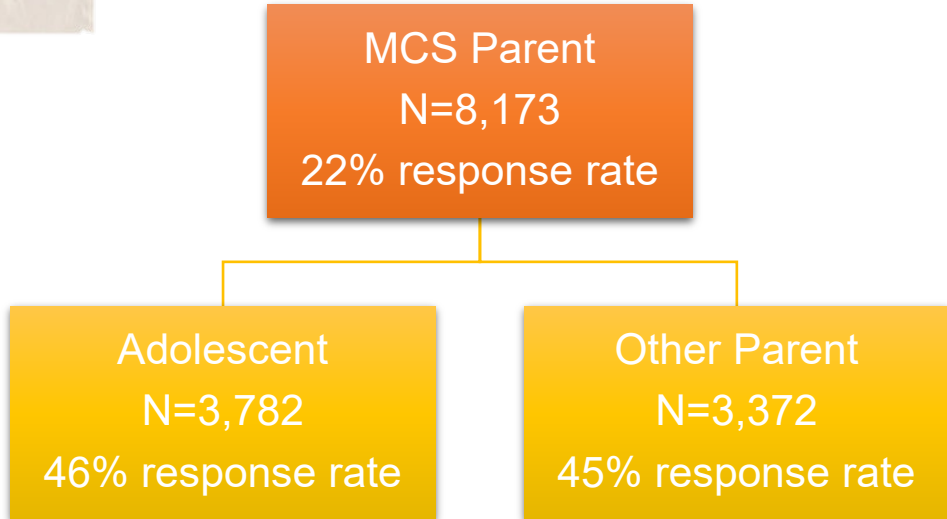 MCS Parent
N=8,173
22% response rate
Adolescent
N=3,782
46% response rate
Other Parent
N=3,372
45% response rate